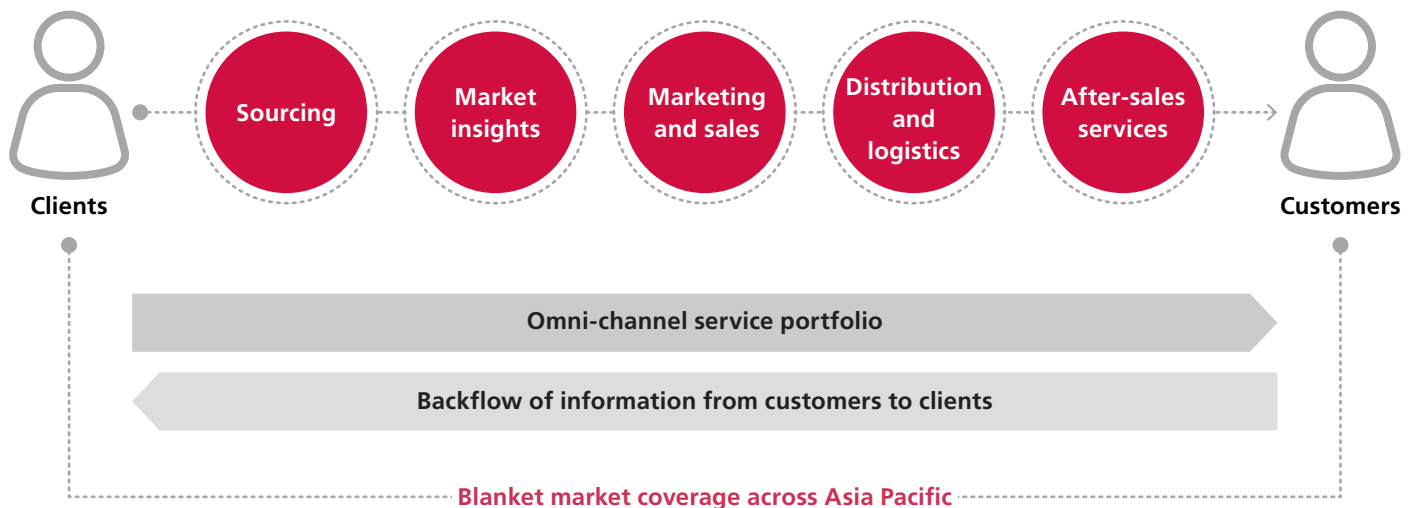 Sourcing
Market
insights
Marketing
and sales
Distribution
and
logistics
After-sales
services
Clients
Customers
Omni-channel service portfolio
Backflow of information from customers to clients
Blanket market coverage across Asia Pacific